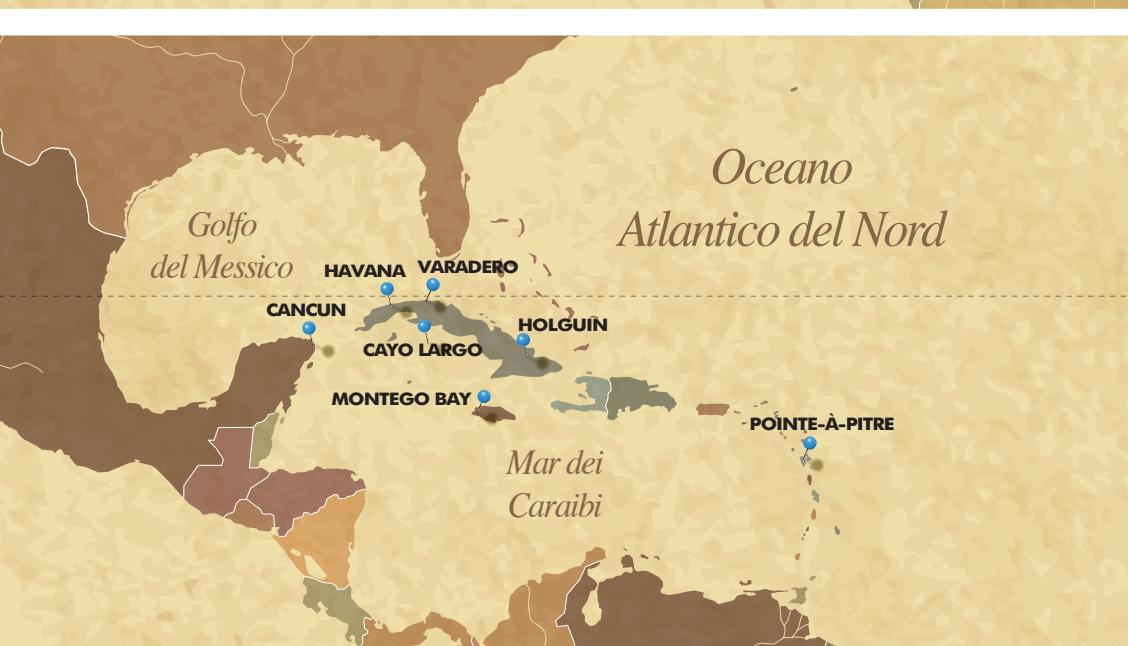 Oceano
Atlantico del Nord
Golfo
del Messico
HAVANA
VARADERO
CANCUN
HOLGUIN
CAYO LARGO
MONTEGO BAY
POINTE-À-PITRE
Mar dei
Caraibi